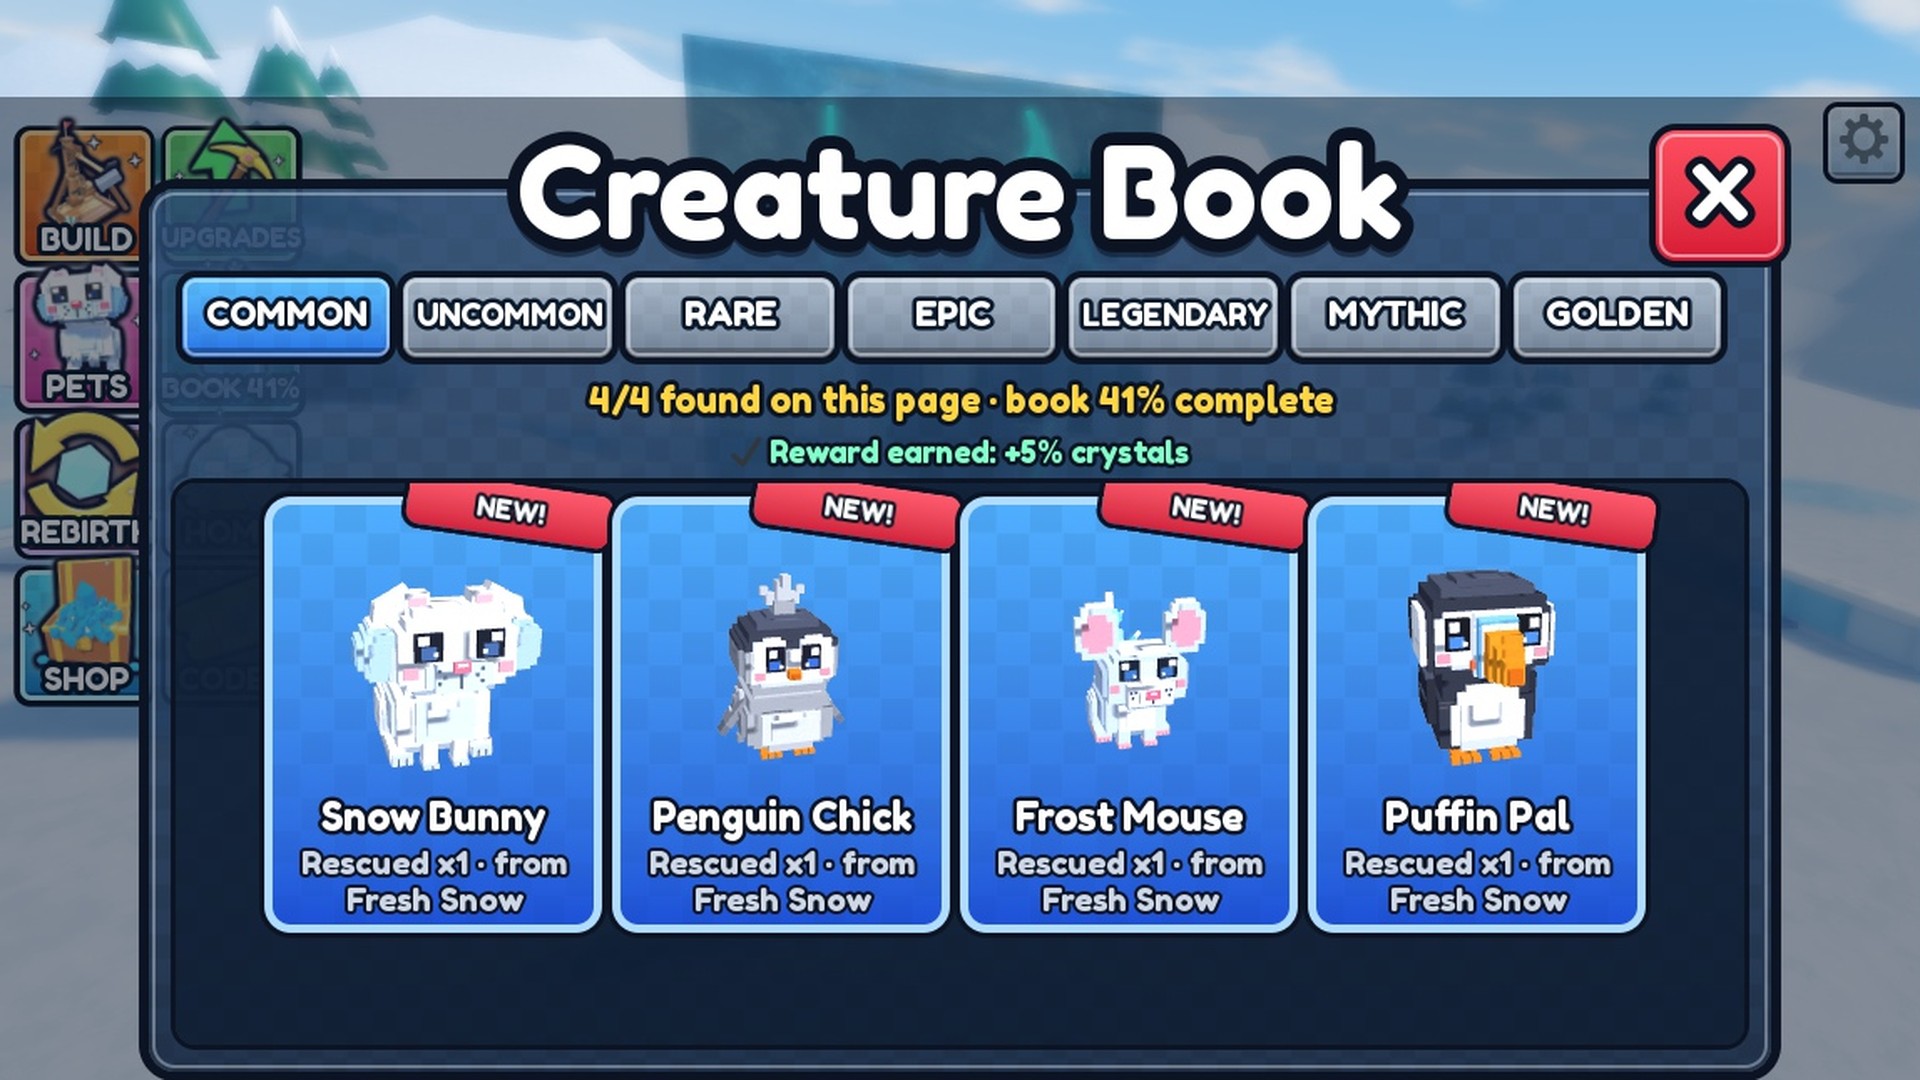 Creature Book
BUILD
UPGRADES
PETS
BOOK 41%
REBIRTH
SHOP
COMMON
UNCOMMON
RARE
EPIC
LEGENDARY
MYTHIC
GOLDEN
4/4 found on this page · book 41% complete
Reward earned: +5% crystals
NEW!
NEW!
NEW!
NEW!
Snow Bunny
Rescued x1 · from
Fresh Snow
Penguin Chick
Rescued x1 · from
Fresh Snow
Frost Mouse
Rescued x1 · from
Fresh Snow
Puffin Pal
Rescued x1 · from
Fresh Snow